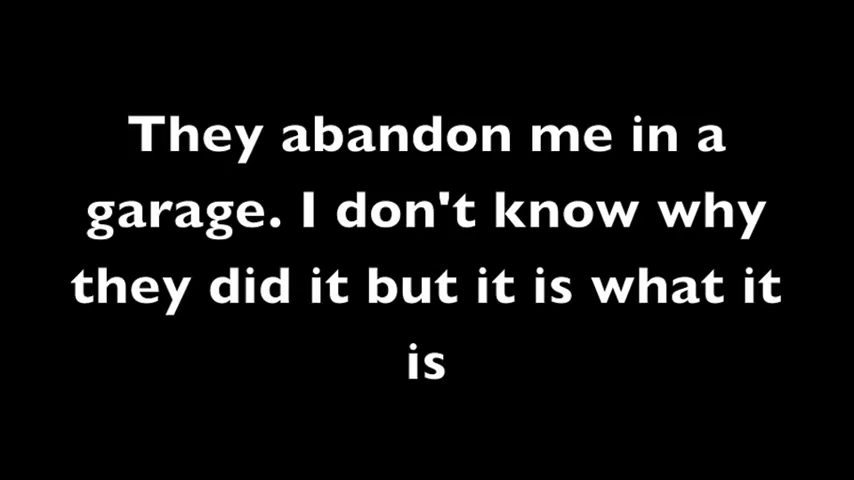 They abandon me in a
garage. I don't know why
they did it but it is what it
is